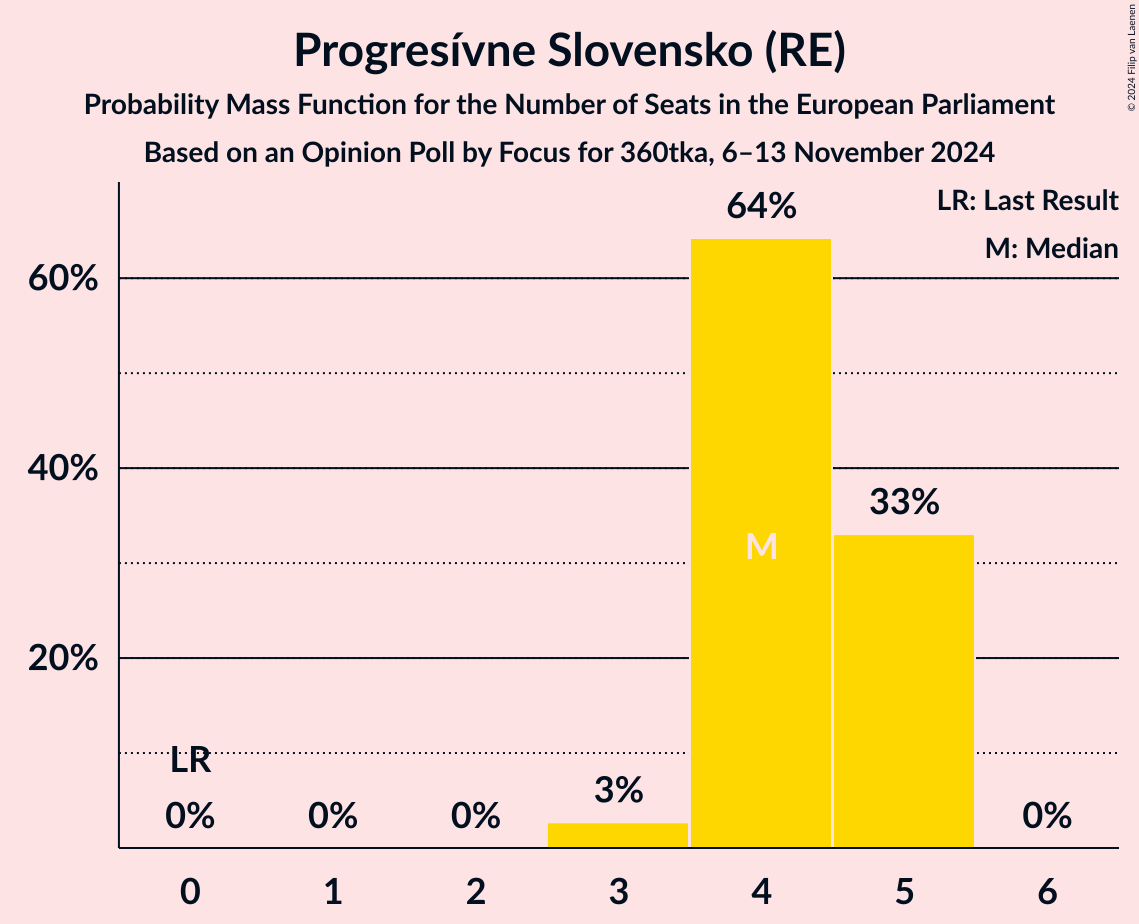 Progresívne Slovensko (RE)
Probability Mass Function for the Number of Seats in the European Parliament
Based on an Opinion Poll by Focus for 360tka, 6–13 November 2024
© 2024 Filip van Laenen
LR: Last Result
M: Median
60%
40%
20%
LR
0%
0%
0%
3%
64%
M
33%
0%
0 1 2 3 4 5 6